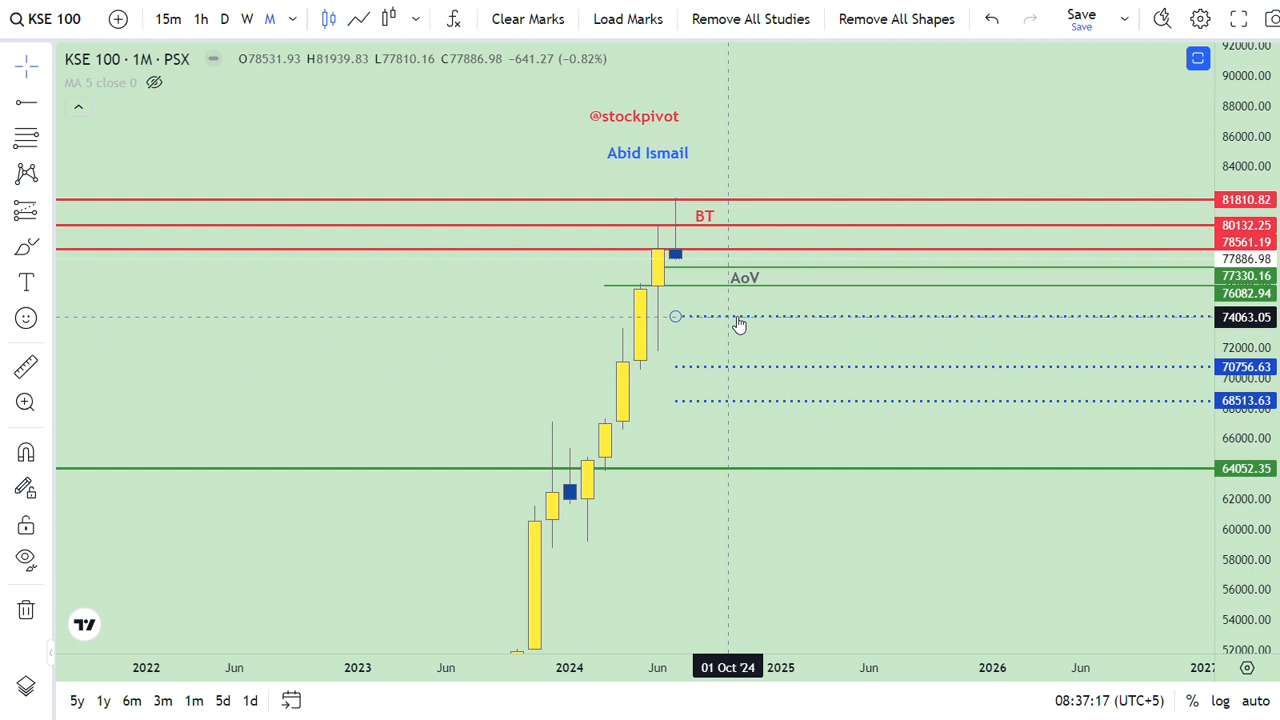 KSE 100 15m 1h D W M Clear Marks Load Marks Remove All Studies Remove All Shapes Save
Save
KSE 100 · 1M · PSX O78531.93 H81939.83 L77810.16 C77886.98 −641.27 (−0.82%)
MA 5 close 0
@stockpivot
Abid Ismail
BT
AoV
92000.00
90000.00
88000.00
86000.00
84000.00
81810.82
80132.25
78561.19
77886.98
77330.16
76082.94
74063.05
72000.00
70756.63
70000.00
68513.63
68000.00
66000.00
64052.35
62000.00
60000.00
58000.00
56000.00
54000.00
52000.00
2022 Jun 2023 Jun 2024 Jun 01 Oct '24 2025 Jun 2026 Jun 2027
5y 1y 6m 3m 1m 5d 1d 08:37:17 (UTC+5) % log auto